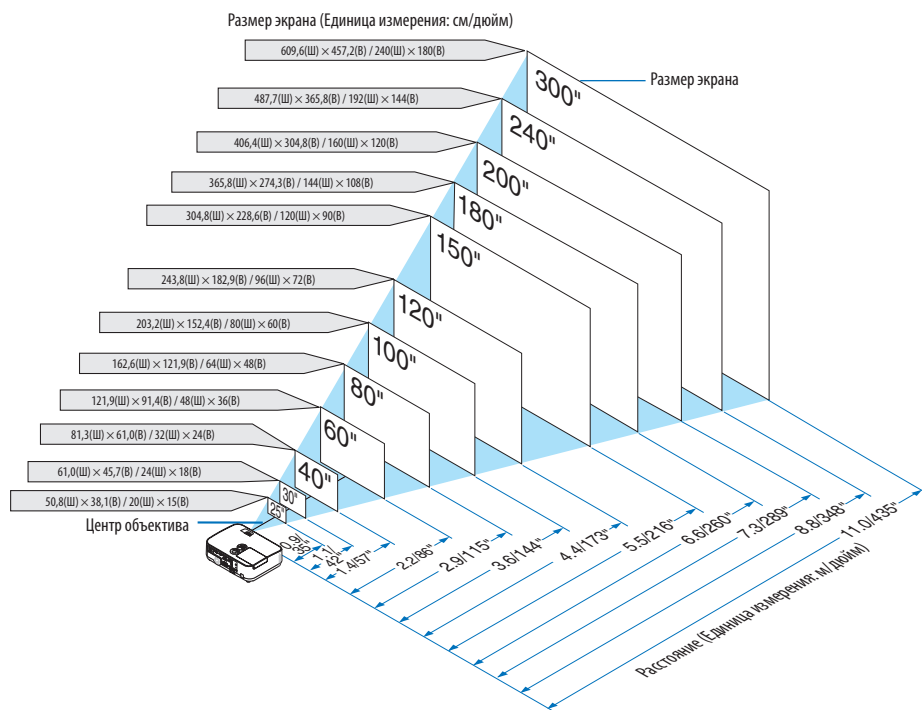 Размер экрана (Единица измерения: см/дюйм)
609,6(Ш) × 457,2(В) / 240(Ш) × 180(В)
Размер экрана
300"
487,7(Ш) × 365,8(В) / 192(Ш) × 144(В)
240"
406,4(Ш) × 304,8(В) / 160(Ш) × 120(В)
200"
365,8(Ш) × 274,3(В) / 144(Ш) × 108(В)
180"
304,8(Ш) × 228,6(В) / 120(Ш) × 90(В)
150"
243,8(Ш) × 182,9(В) / 96(Ш) × 72(В)
120"
203,2(Ш) × 152,4(В) / 80(Ш) × 60(В)
100"
162,6(Ш) × 121,9(В) / 64(Ш) × 48(В)
80"
121,9(Ш) × 91,4(В) / 48(Ш) × 36(В)
60"
81,3(Ш) × 61,0(В) / 32(Ш) × 24(В)
40"
61,0(Ш) × 45,7(В) / 24(Ш) × 18(В)
30"
50,8(Ш) × 38,1(В) / 20(Ш) × 15(В)
25"
Центр объектива
0.9/
35"
1.1/
42"
1.4/57"
2.2/86"
2.9/115"
3.6/144"
4.4/173"
5.5/216"
6.6/260"
7.3/289"
8.8/348"
11.0/435"
Расстояние (Единица измерения: м/дюйм)